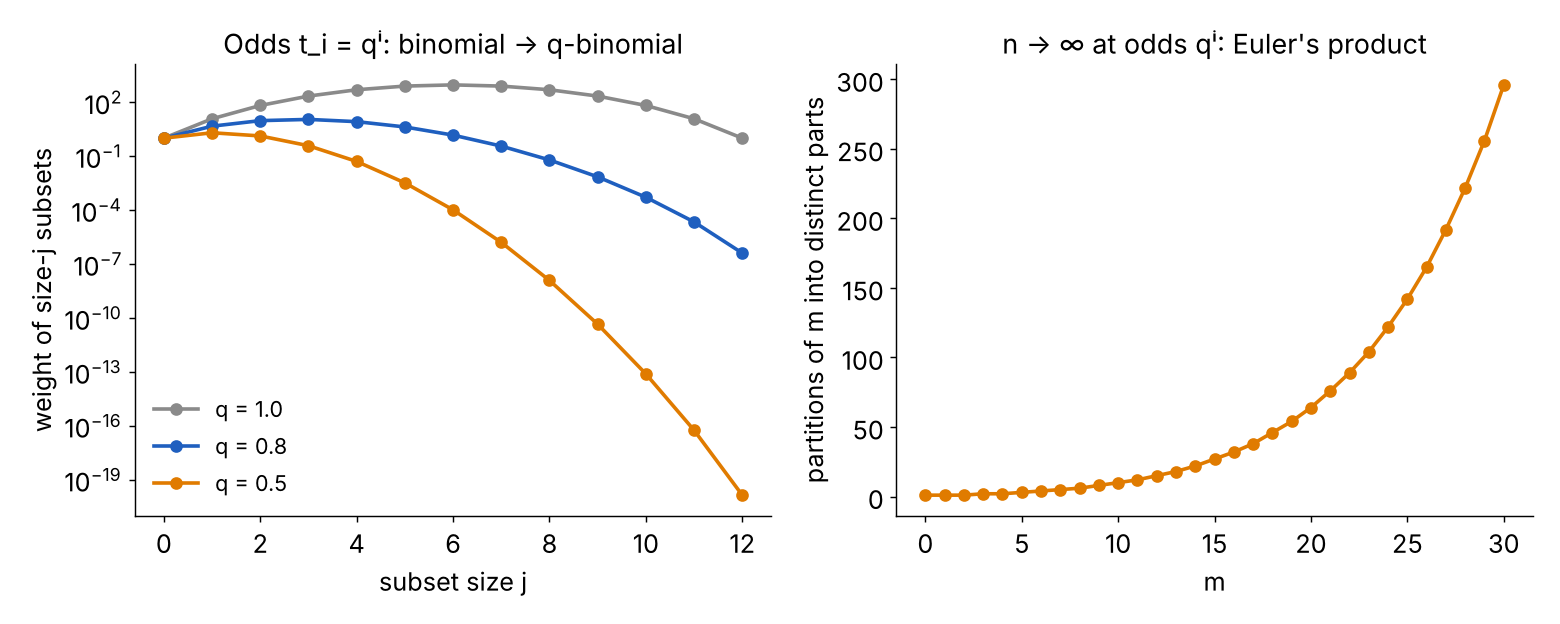 Odds t_i = qⁱ: binomial → q-binomial
weight of size-j subsets
10²
10⁻¹
10⁻⁴
10⁻⁷
10⁻¹⁰
10⁻¹³
10⁻¹⁶
10⁻¹⁹
q = 1.0
q = 0.8
q = 0.5
0 2 4 6 8 10 12
subset size j
n → ∞ at odds qⁱ: Euler's product
partitions of m into distinct parts
300
250
200
150
100
50
0
0 5 10 15 20 25 30
m